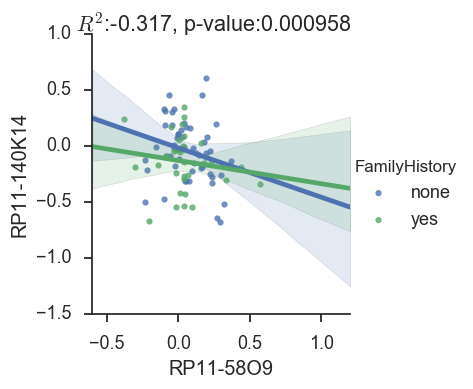 R²:-0.317, p-value:0.000958
1.0
0.5
0.0
−0.5
−1.0
−1.5
RP11-140K14
−0.5 0.0 0.5 1.0
RP11-58O9
FamilyHistory
none
yes